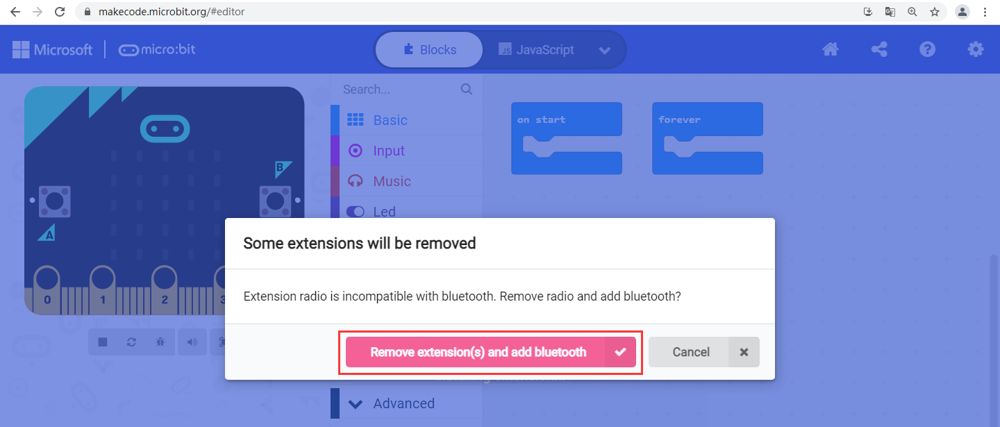 makecode.microbit.org/#editor
Microsoft
micro:bit
Blocks
JS JavaScript
Search...
Basic
Input
Music
Led
on start
forever
B
A
0 1 2 3
Some extensions will be removed
Extension radio is incompatible with bluetooth. Remove radio and add bluetooth?
Remove extension(s) and add bluetooth
Cancel
Advanced